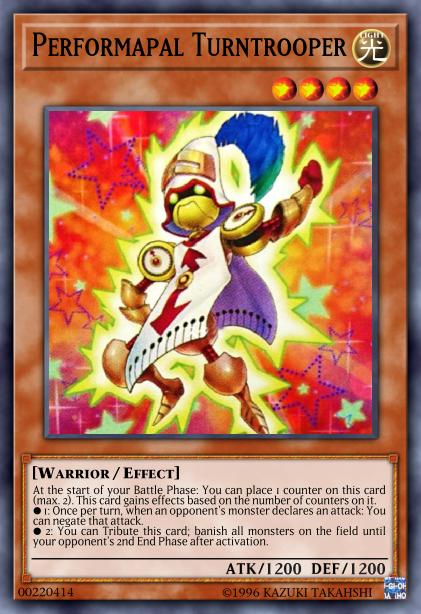 PERFORMAPAL TURNTROOPER
LIGHT
光
[WARRIOR / EFFECT]
At the start of your Battle Phase: You can place 1 counter on this card
(max. 2). This card gains effects based on the number of counters on it.
● 1: Once per turn, when an opponent's monster declares an attack: You
can negate that attack.
● 2: You can Tribute this card; banish all monsters on the field until
your opponent's 2nd End Phase after activation.
ATK/1200 DEF/1200
00220414
©1996 KAZUKI TAKAHSHI